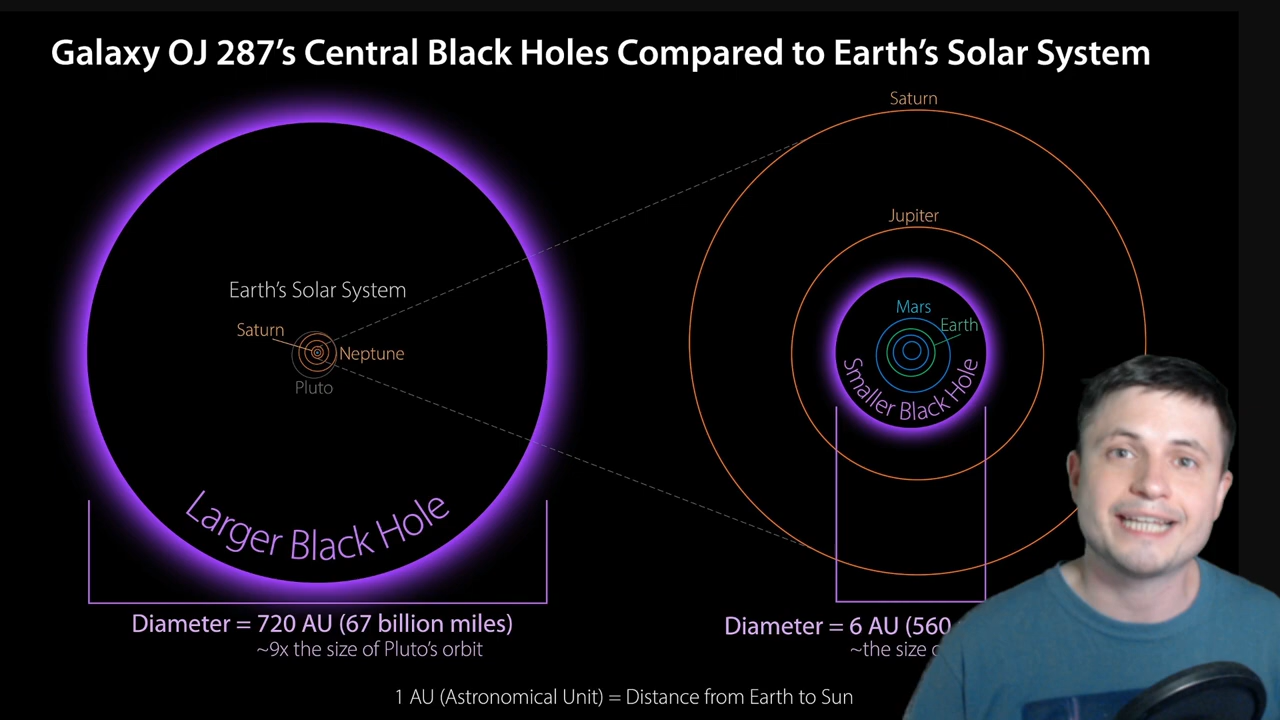 Galaxy OJ 287's Central Black Holes Compared to Earth's Solar System
Earth's Solar System
Saturn
Neptune
Pluto
Larger Black Hole
Diameter = 720 AU (67 billion miles)
~9x the size of Pluto's orbit
Saturn
Jupiter
Mars
Earth
Smaller Black Hole
Diameter = 6 AU (560
~the size
1 AU (Astronomical Unit) = Distance from Earth to Sun